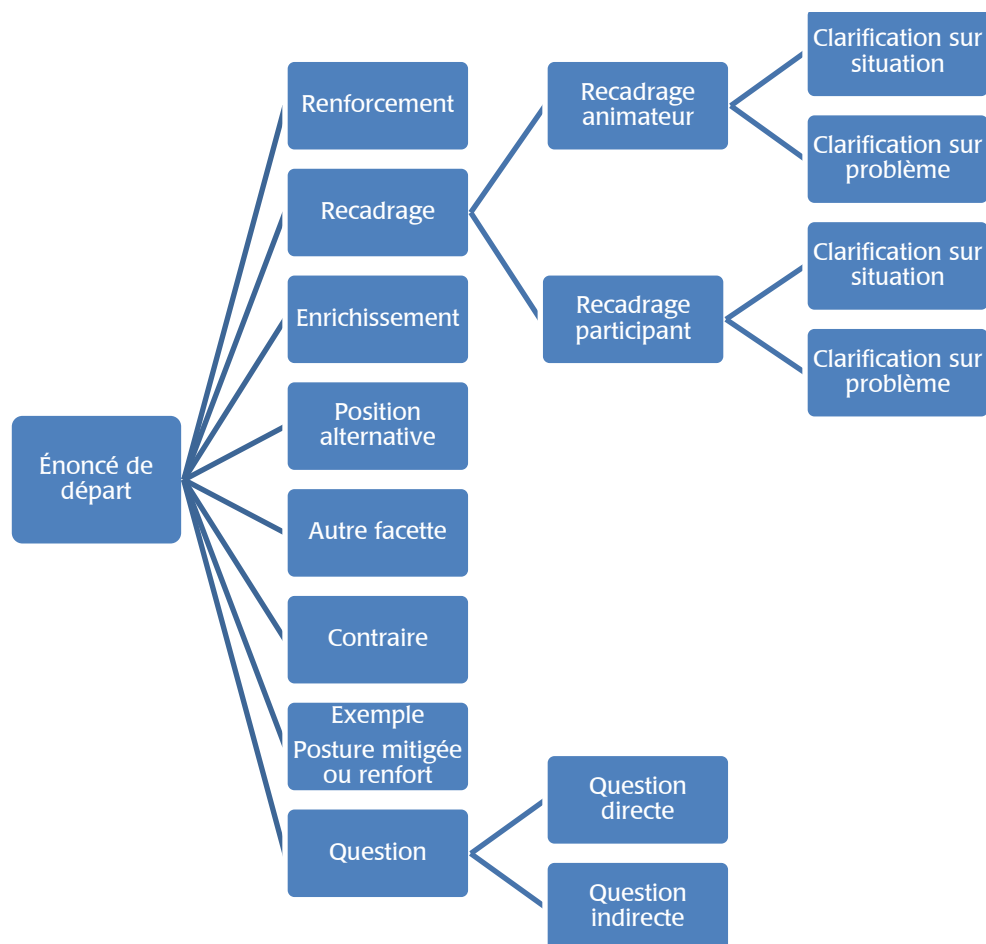 Énoncé de
départ
Renforcement
Recadrage
Recadrage
animateur
Clarification sur
situation
Clarification sur
problème
Recadrage
participant
Clarification sur
situation
Clarification sur
problème
Enrichissement
Position
alternative
Autre facette
Contraire
Exemple
Posture mitigée
ou renfort
Question
Question
directe
Question
indirecte